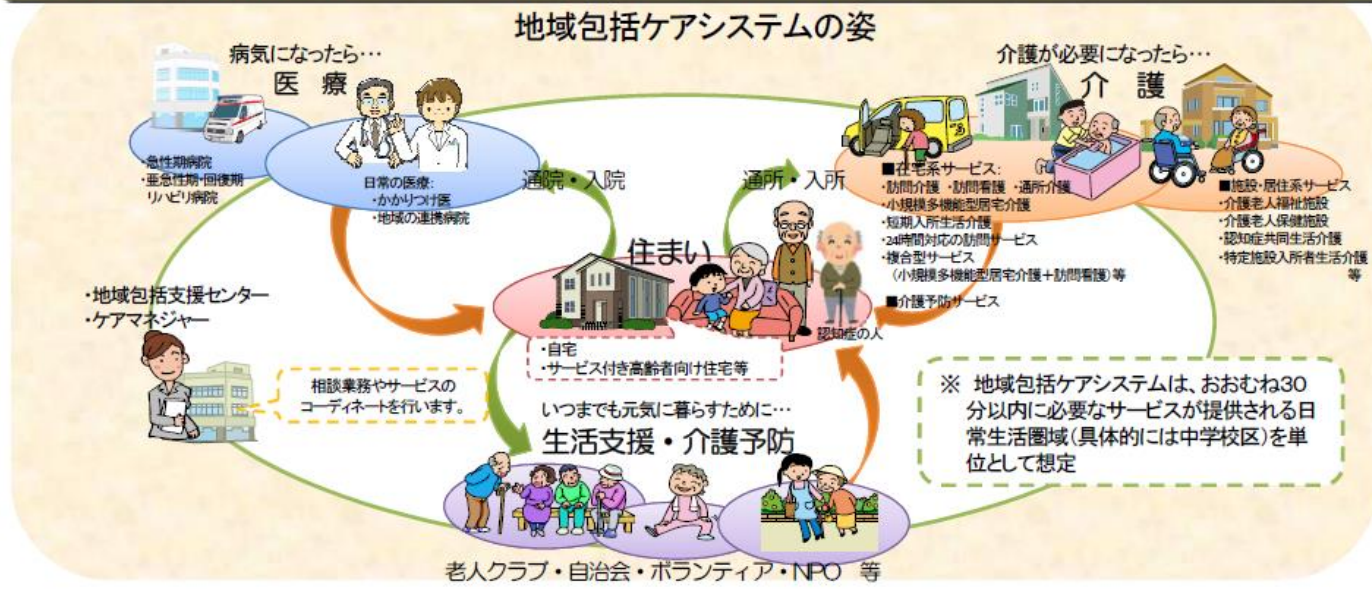 地域包括ケアシステムの姿
病気になったら…
医 療
・急性期病院
・亜急性期・回復期
リハビリ病院
日常の医療:
・かかりつけ医
・地域の連携病院
通院・入院
通所・入所
介護が必要になったら…
介 護
■在宅系サービス:
・訪問介護 ・訪問看護 ・通所介護
・小規模多機能型居宅介護
・短期入所生活介護
・24時間対応の訪問サービス
・複合型サービス
(小規模多機能型居宅介護+訪問看護)等
■介護予防サービス
■施設・居住系サービス
・介護老人福祉施設
・介護老人保健施設
・認知症共同生活介護
・特定施設入所者生活介護
等
住まい
認知症の人
・自宅
・サービス付き高齢者向け住宅等
・地域包括支援センター
・ケアマネジャー
相談業務やサービスの
コーディネートを行います。
いつまでも元気に暮らすために…
生活支援・介護予防
老人クラブ・自治会・ボランティア・NPO 等
※ 地域包括ケアシステムは、おおむね30
分以内に必要なサービスが提供される日
常生活圏域(具体的には中学校区)を単
位として想定